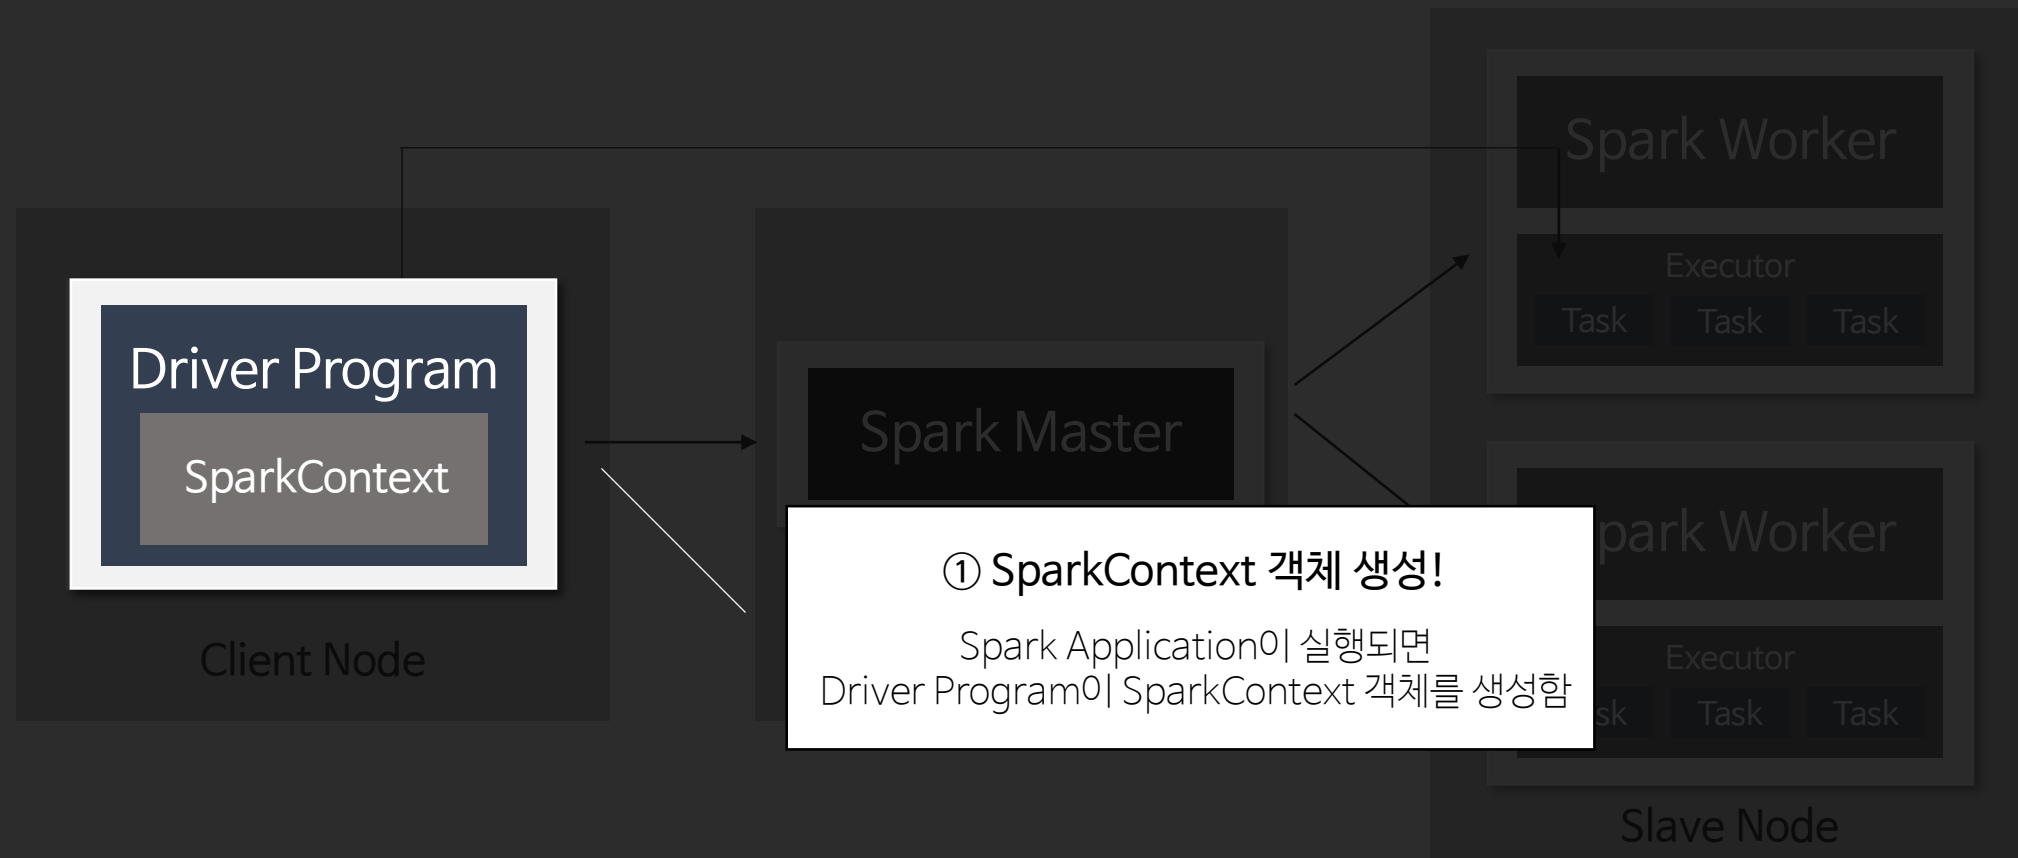 Spark Worker
Executor
Task Task Task
Driver Program
SparkContext
Client Node
Spark Master
① SparkContext 객체 생성!
Spark Application이 실행되면
Driver Program이 SparkContext 객체를 생성함
park Worker
Executor
sk Task Task
Slave Node